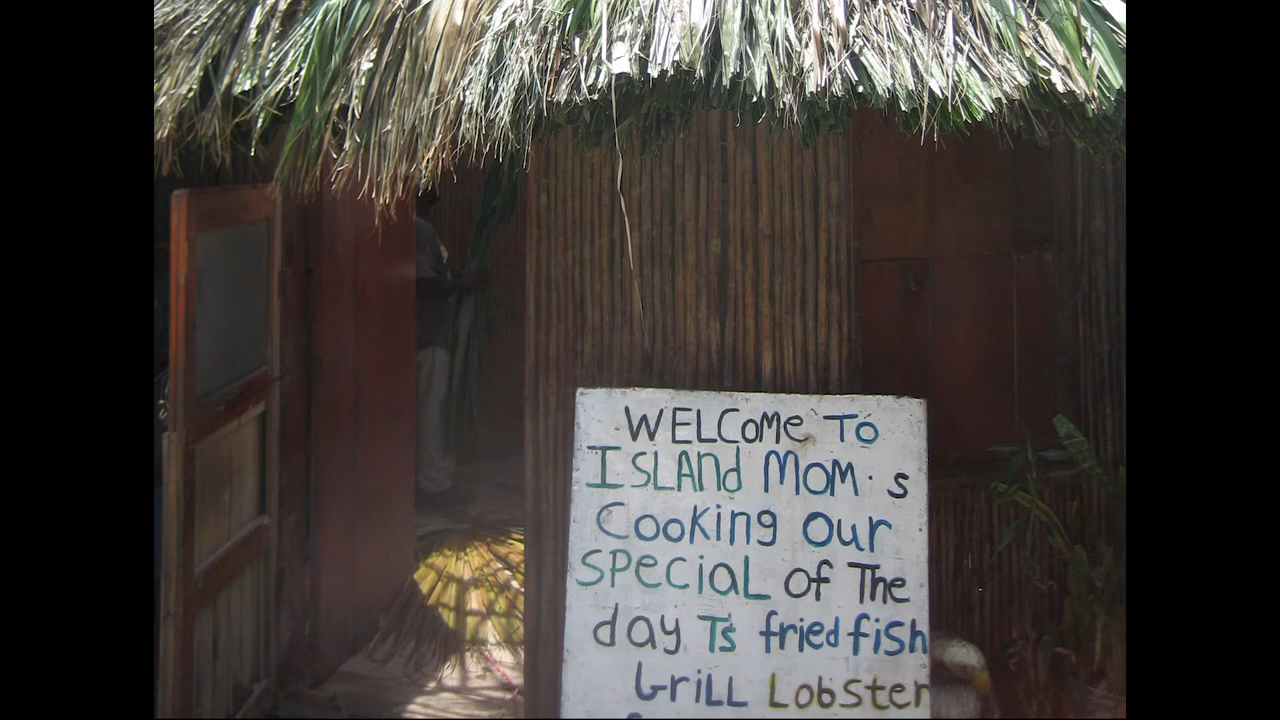 WELCOMe To
ISLANd MOM.s
Cooking Our
SPeciaL of The
day Ts fried fish
GriLL LobSter